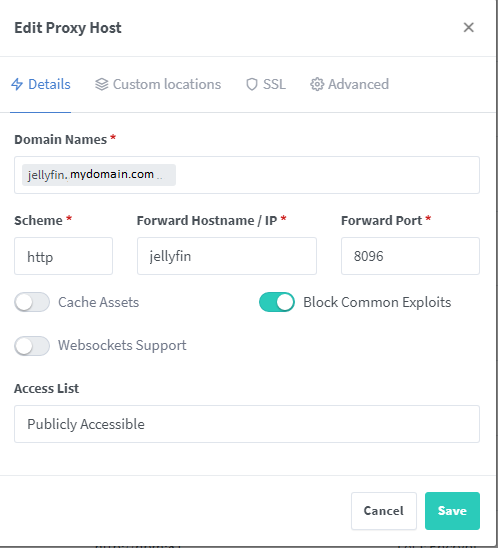 Edit Proxy Host
Details Custom locations SSL Advanced
Domain Names *
jellyfin. mydomain.com ..
Scheme * Forward Hostname / IP * Forward Port *
http jellyfin 8096
Cache Assets Block Common Exploits
Websockets Support
Access List
Publicly Accessible
Cancel Save